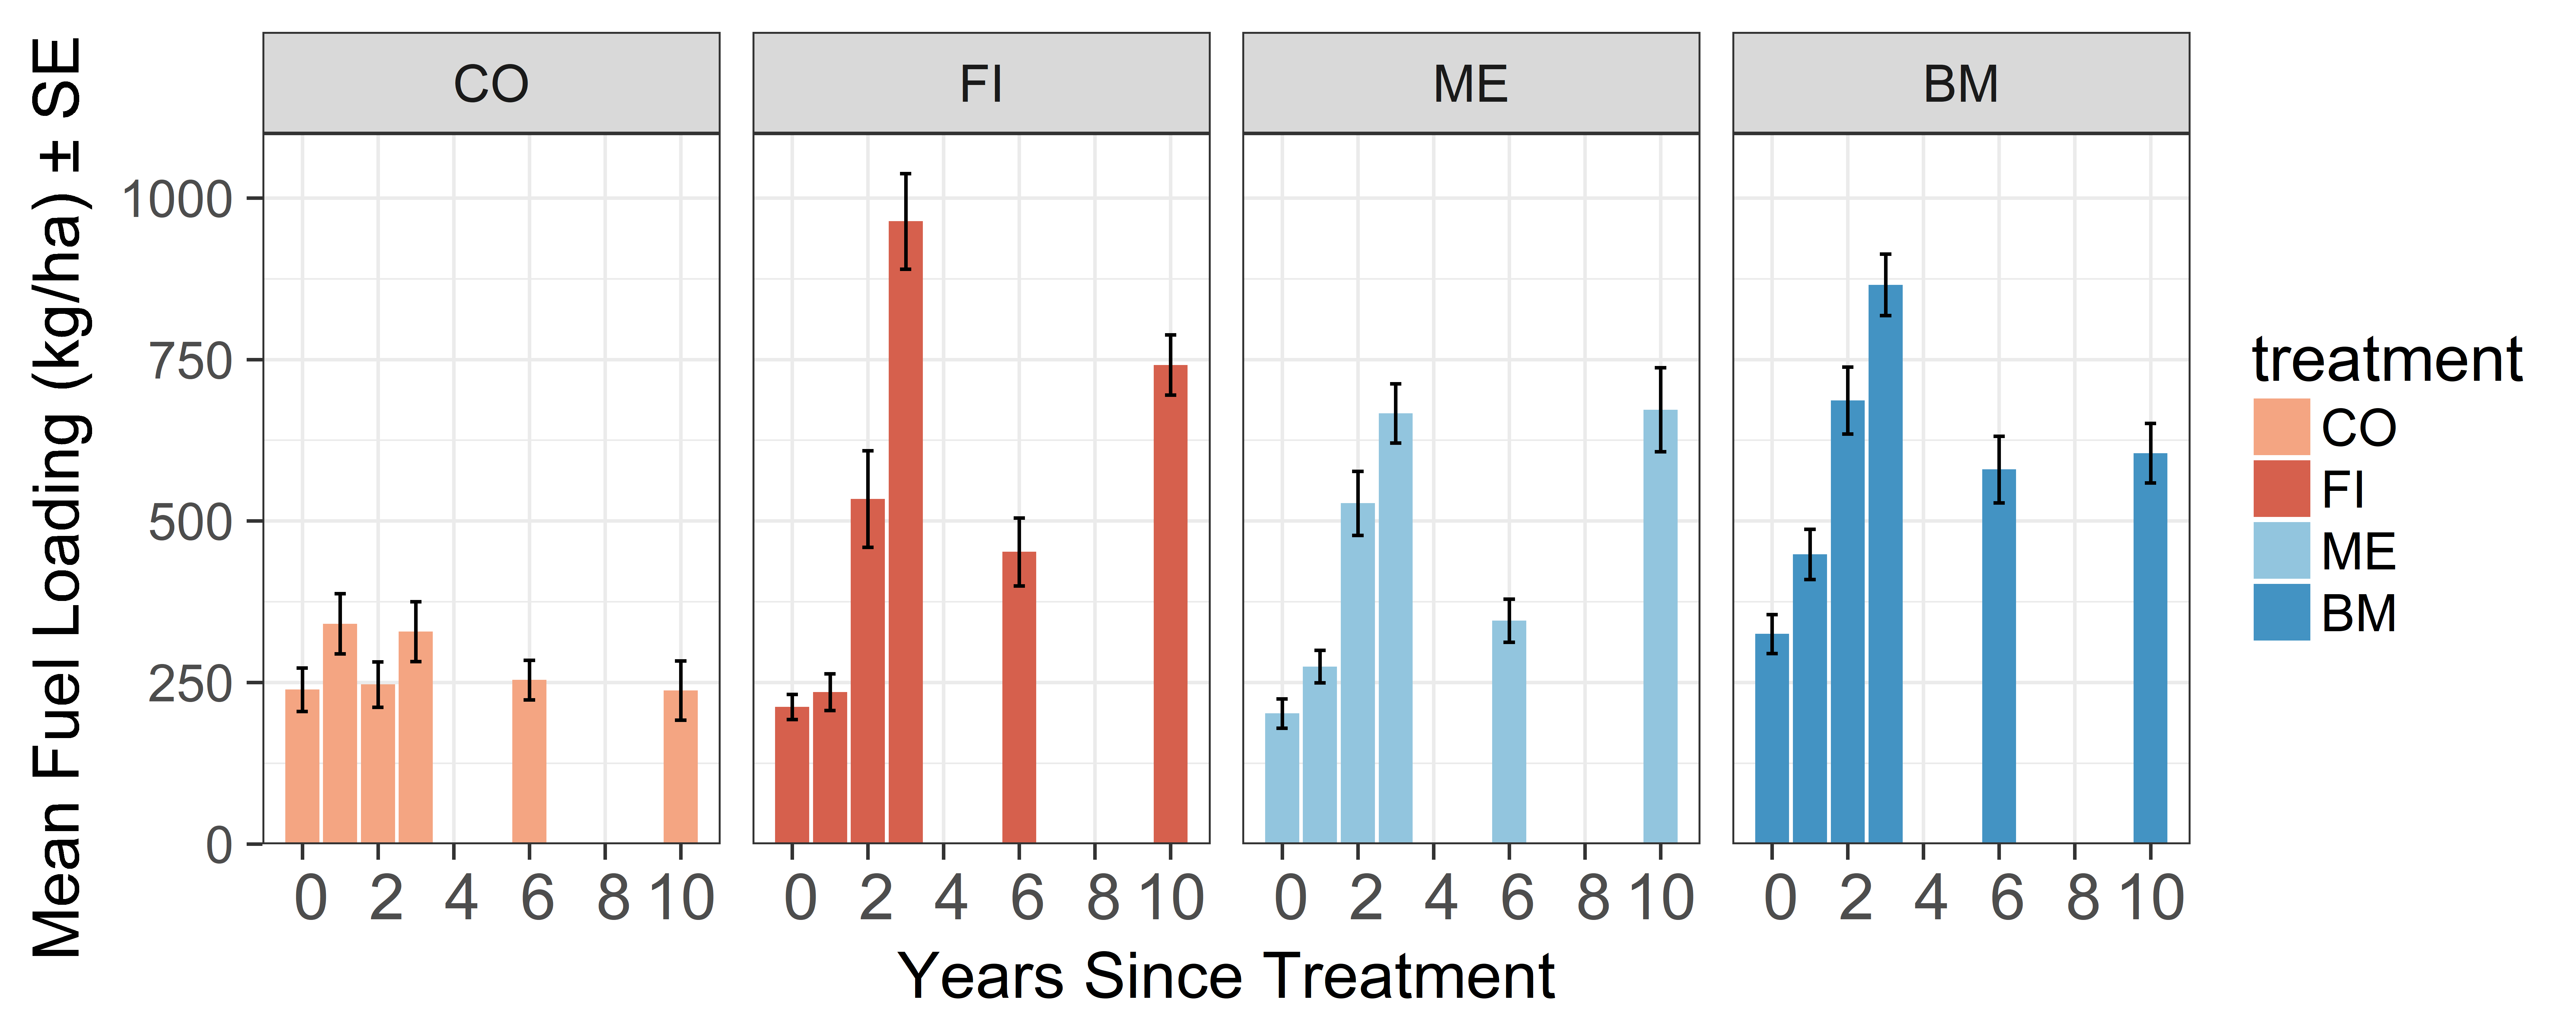 Mean Fuel Loading (kg/ha) ± SE
CO
FI
ME
BM
1000
750
500
250
0
0 2 4 6 8 10
0 2 4 6 8 10
0 2 4 6 8 10
0 2 4 6 8 10
Years Since Treatment
treatment
CO
FI
ME
BM